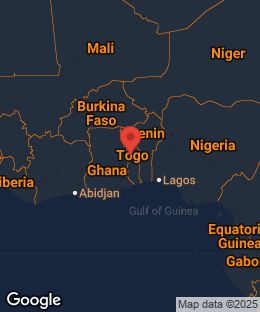 Mali
Niger
Burkina
Faso
enin
Togo
Nigeria
Ghana
iberia
Abidjan
Lagos
Gulf of Guinea
Equatori
Guinea
Gabo
Google
Map data ©2025